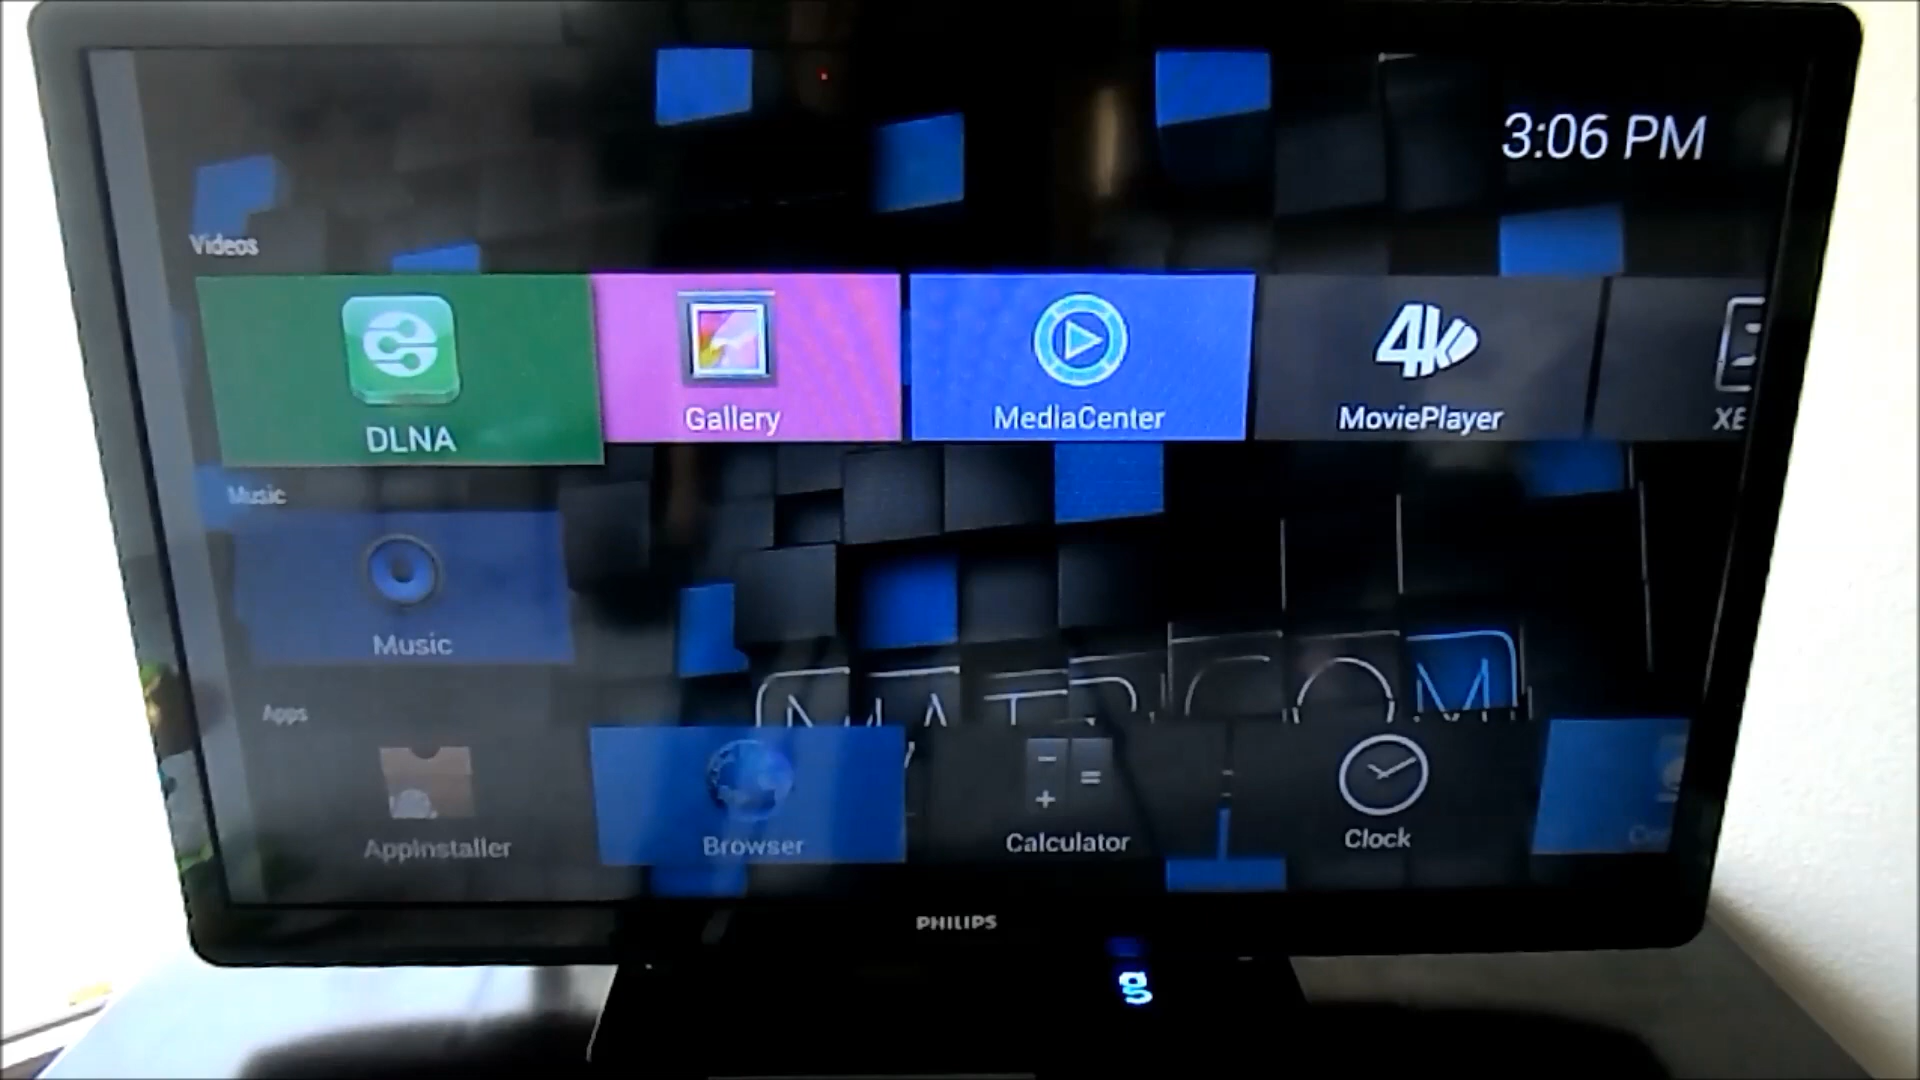 3:06 PM
Videos
DLNA
Gallery
MediaCenter
4K
MoviePlayer
Music
Music
Apps
AppInstaller
Browser
Calculator
Clock
PHILIPS
g